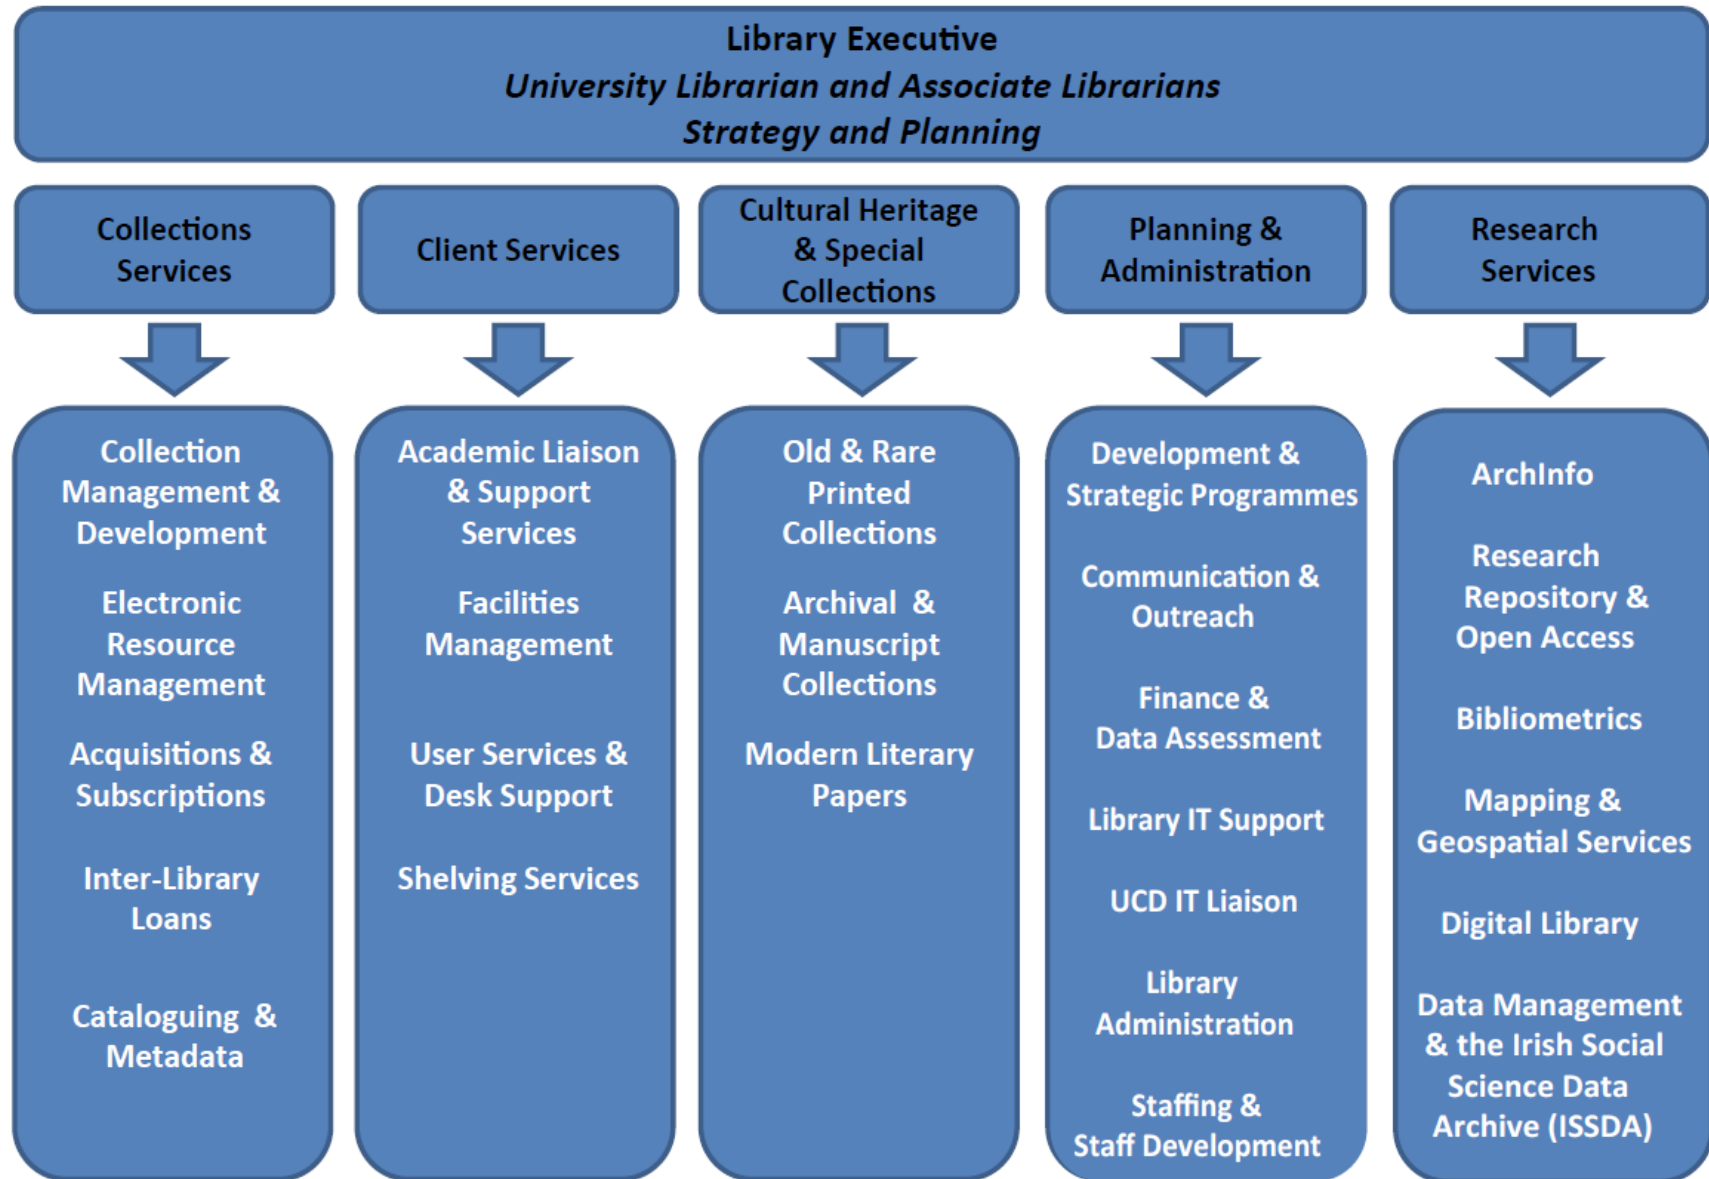 Library Executive
University Librarian and Associate Librarians
Strategy and Planning
Collections
Services
Client Services
Cultural Heritage
& Special
Collections
Planning &
Administration
Research
Services
Collection
Management &
Development
Electronic
Resource
Management
Acquisitions &
Subscriptions
Inter-Library
Loans
Cataloguing &
Metadata
Academic Liaison
& Support
Services
Facilities
Management
User Services &
Desk Support
Shelving Services
Old & Rare
Printed
Collections
Archival &
Manuscript
Collections
Modern Literary
Papers
Development &
Strategic Programmes
Communication &
Outreach
Finance &
Data Assessment
Library IT Support
UCD IT Liaison
Library
Administration
Staffing &
Staff Development
ArchInfo
Research
Repository &
Open Access
Bibliometrics
Mapping &
Geospatial Services
Digital Library
Data Management
& the Irish Social
Science Data
Archive (ISSDA)